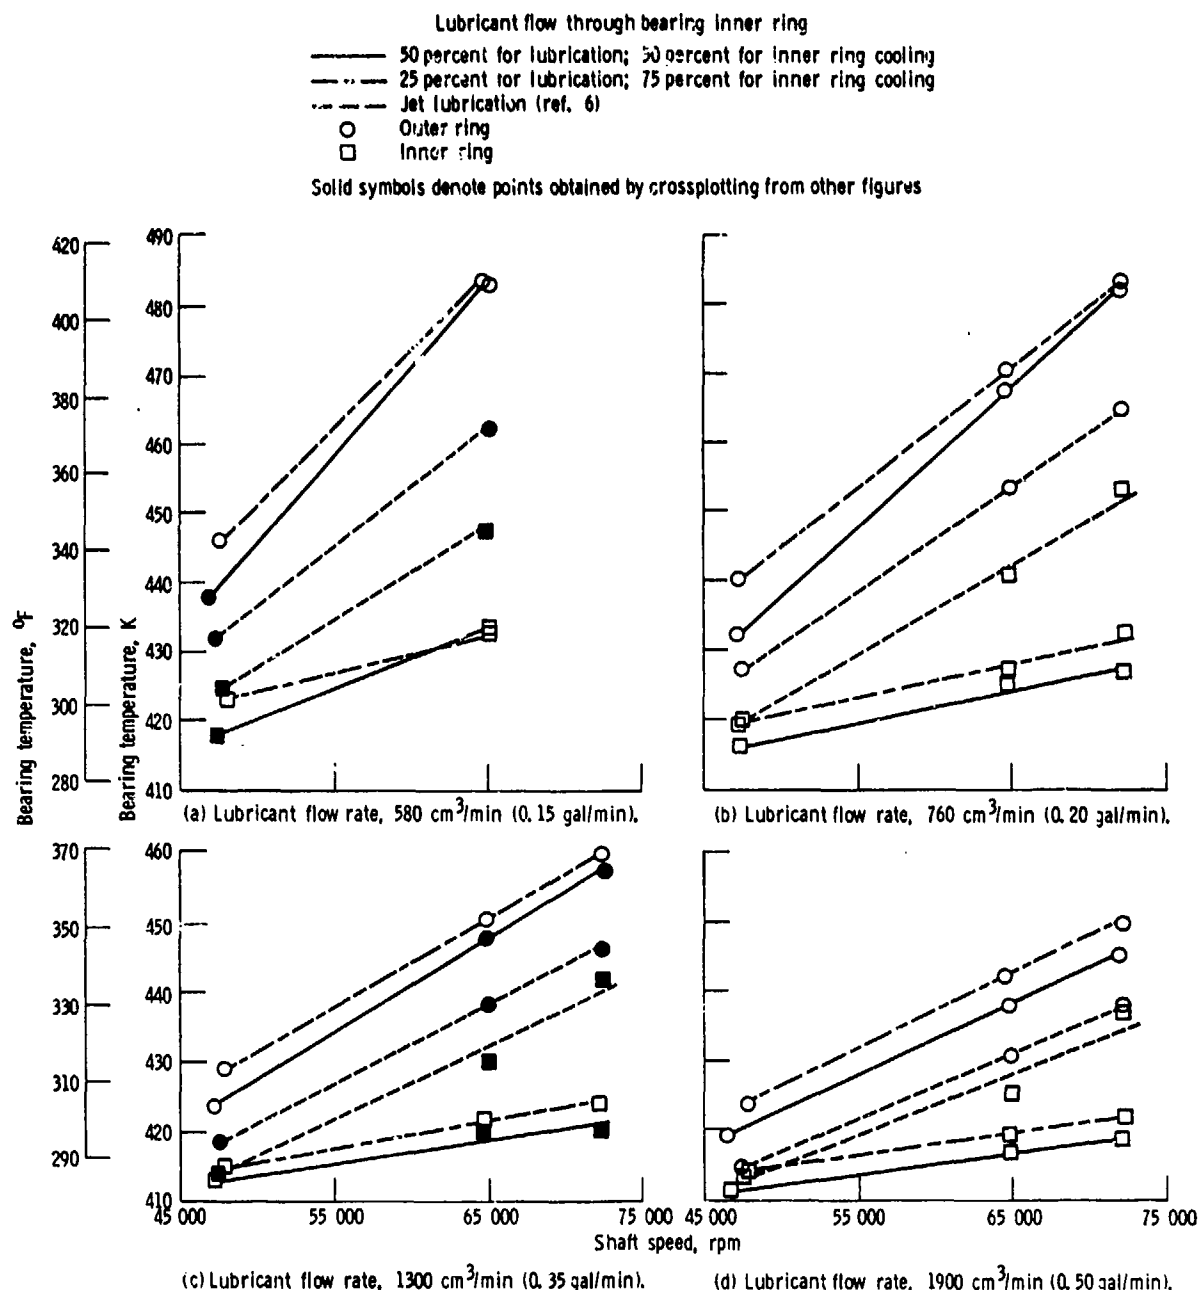 Lubricant flow through bearing inner ring
50 percent for lubrication; 50 percent for inner ring cooling
25 percent for lubrication; 75 percent for inner ring cooling
Jet lubrication (ref. 6)
Outer ring
Inner ring
Solid symbols denote points obtained by crossplotting from other figures
Bearing temperature, °F
420
400
380
360
340
320
300
280
Bearing temperature, K
490
480
470
460
450
440
430
420
410
(a) Lubricant flow rate, 580 cm³/min (0.15 gal/min).
(b) Lubricant flow rate, 760 cm³/min (0.20 gal/min).
370
350
330
310
290
460
450
440
430
420
410
45 000 55 000 65 000 75 000
45 000 55 000 65 000 75 000
Shaft speed, rpm
(c) Lubricant flow rate, 1300 cm³/min (0.35 gal/min).
(d) Lubricant flow rate, 1900 cm³/min (0.50 gal/min).